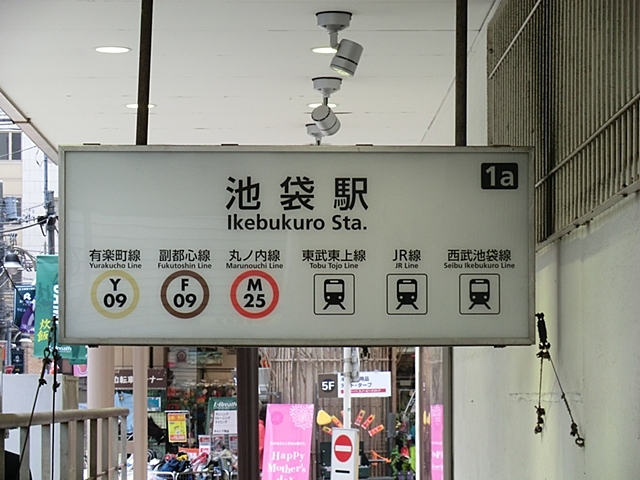 1a
池袋駅
Ikebukuro Sta.
有楽町線 副都心線 丸ノ内線 東武東上線 JR線 西武池袋線
Yurakucho Line Fukutoshin Line Marunouchi Line Tobu Tojo Line JR Line Seibu Ikebukuro Line
Y F M
09 09 25
5F
Happy
Mother's